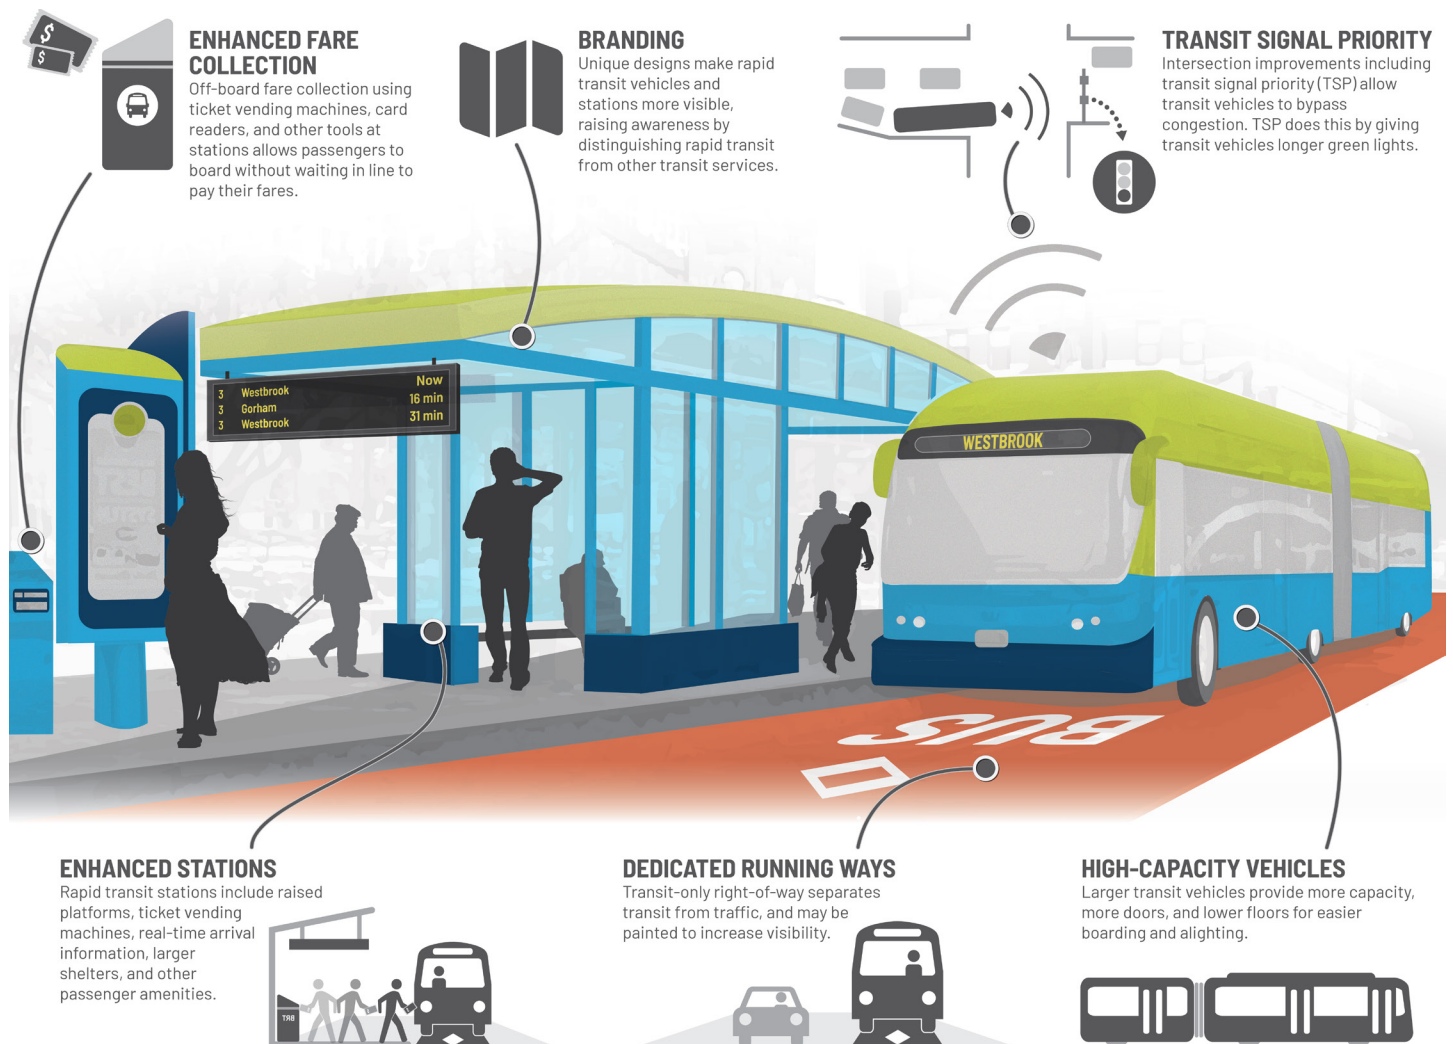 $
$
ENHANCED FARE
COLLECTION
Off-board fare collection using
ticket vending machines, card
readers, and other tools at
stations allows passengers to
board without waiting in line to
pay their fares.
BRANDING
Unique designs make rapid
transit vehicles and
stations more visible,
raising awareness by
distinguishing rapid transit
from other transit services.
TRANSIT SIGNAL PRIORITY
Intersection improvements including
transit signal priority (TSP) allow
transit vehicles to bypass
congestion. TSP does this by giving
transit vehicles longer green lights.
Now
3 Westbrook
3 Gorham 16 min
3 Westbrook 31 min
WESTBROOK
BUS
ENHANCED STATIONS
Rapid transit stations include raised
platforms, ticket vending
machines, real-time arrival
information, larger
shelters, and other
passenger amenities.
BRT
DEDICATED RUNNING WAYS
Transit-only right-of-way separates
transit from traffic, and may be
painted to increase visibility.
HIGH-CAPACITY VEHICLES
Larger transit vehicles provide more capacity,
more doors, and lower floors for easier
boarding and alighting.